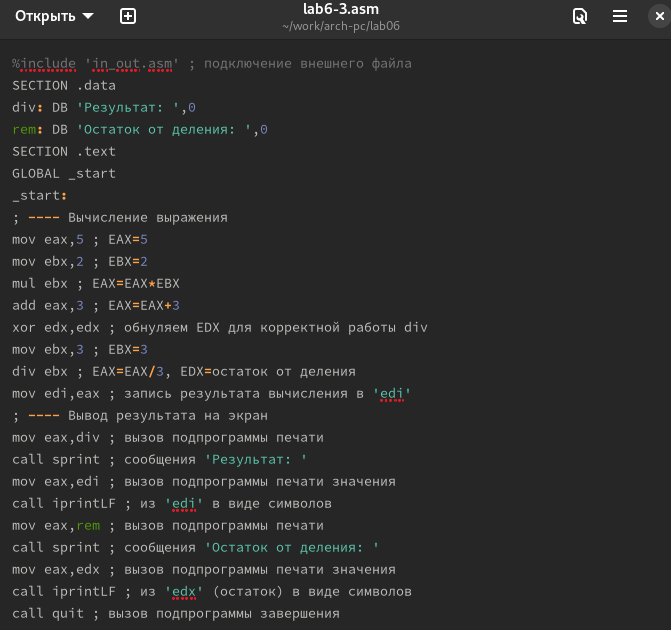 Открыть
lab6-3.asm
~/work/arch-pc/lab06
%include 'in_out.asm' ; подключение внешнего файла
SECTION .data
div: DB 'Результат: ',0
rem: DB 'Остаток от деления: ',0
SECTION .text
GLOBAL _start
_start:
; ---- Вычисление выражения
mov eax,5 ; EAX=5
mov ebx,2 ; EBX=2
mul ebx ; EAX=EAX*EBX
add eax,3 ; EAX=EAX+3
xor edx,edx ; обнуляем EDX для корректной работы div
mov ebx,3 ; EBX=3
div ebx ; EAX=EAX/3, EDX=остаток от деления
mov edi,eax ; запись результата вычисления в 'edi'
; ---- Вывод результата на экран
mov eax,div ; вызов подпрограммы печати
call sprint ; сообщения 'Результат: '
mov eax,edi ; вызов подпрограммы печати значения
call iprintLF ; из 'edi' в виде символов
mov eax,rem ; вызов подпрограммы печати
call sprint ; сообщения 'Остаток от деления: '
mov eax,edx ; вызов подпрограммы печати значения
call iprintLF ; из 'edx' (остаток) в виде символов
call quit ; вызов подпрограммы завершения